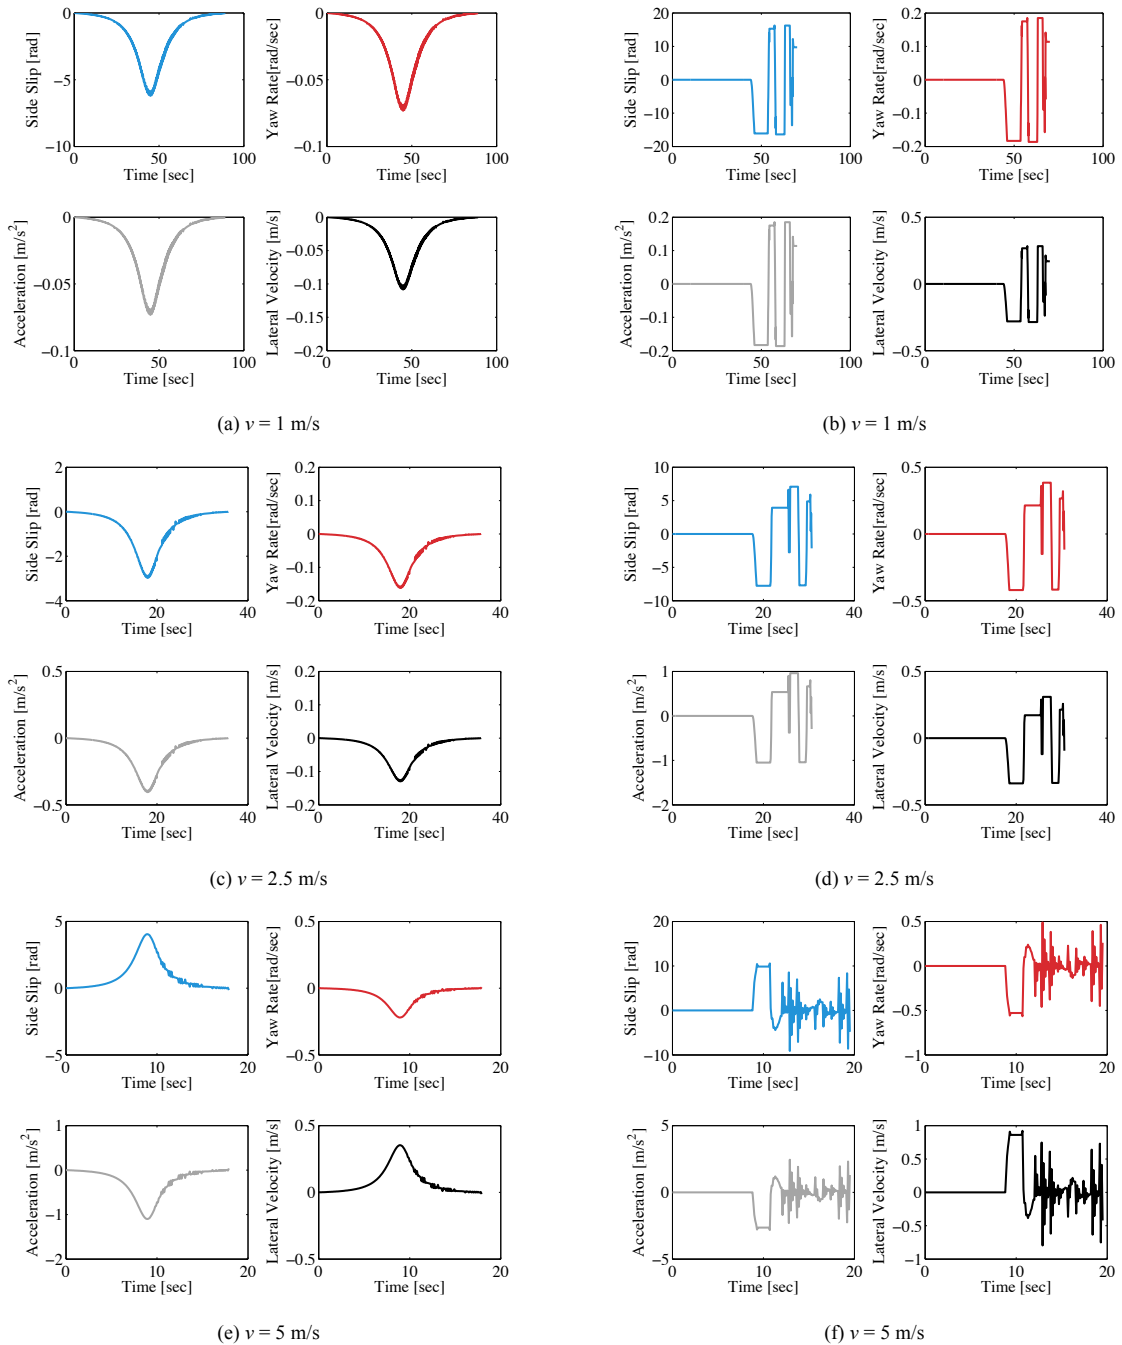 Side Slip [rad]
0
−5
−10
0 50 100
Time [sec]
Yaw Rate[rad/sec]
0
−0.05
−0.1
0 50 100
Time [sec]
Acceleration [m/s²]
0
−0.05
−0.1
0 50 100
Time [sec]
Lateral Velocity [m/s]
0
−0.05
−0.1
−0.15
−0.2
0 50 100
Time [sec]
(a) v = 1 m/s
Side Slip [rad]
20
10
0
−10
−20
0 50 100
Time [sec]
Yaw Rate[rad/sec]
0.2
0.1
0
−0.1
−0.2
0 50 100
Time [sec]
Acceleration [m/s²]
0.2
0.1
0
−0.1
−0.2
0 50 100
Time [sec]
Lateral Velocity [m/s]
0.5
0
−0.5
0 50 100
Time [sec]
(b) v = 1 m/s
Side Slip [rad]
2
0
−2
−4
0 20 40
Time [sec]
Yaw Rate[rad/sec]
0.2
0.1
0
−0.1
−0.2
0 20 40
Time [sec]
Acceleration [m/s²]
0.5
0
−0.5
0 20 40
Time [sec]
Lateral Velocity [m/s]
0.2
0.1
0
−0.1
−0.2
0 20 40
Time [sec]
(c) v = 2.5 m/s
Side Slip [rad]
10
5
0
−5
−10
0 20 40
Time [sec]
Yaw Rate[rad/sec]
0.5
0
−0.5
0 20 40
Time [sec]
Acceleration [m/s²]
1
0
−1
−2
0 20 40
Time [sec]
Lateral Velocity [m/s]
0.5
0
−0.5
0 20 40
Time [sec]
(d) v = 2.5 m/s
Side Slip [rad]
5
0
−5
0 10 20
Time [sec]
Yaw Rate[rad/sec]
0.5
0
−0.5
0 10 20
Time [sec]
Acceleration [m/s²]
1
0
−1
−2
0 10 20
Time [sec]
Lateral Velocity [m/s]
0.5
0
−0.5
0 10 20
Time [sec]
(e) v = 5 m/s
Side Slip [rad]
20
10
0
−10
0 10 20
Time [sec]
Yaw Rate[rad/sec]
0.5
0
−0.5
−1
0 10 20
Time [sec]
Acceleration [m/s²]
5
0
−5
0 10 20
Time [sec]
Lateral Velocity [m/s]
1
0.5
0
−0.5
−1
0 10 20
Time [sec]
(f) v = 5 m/s